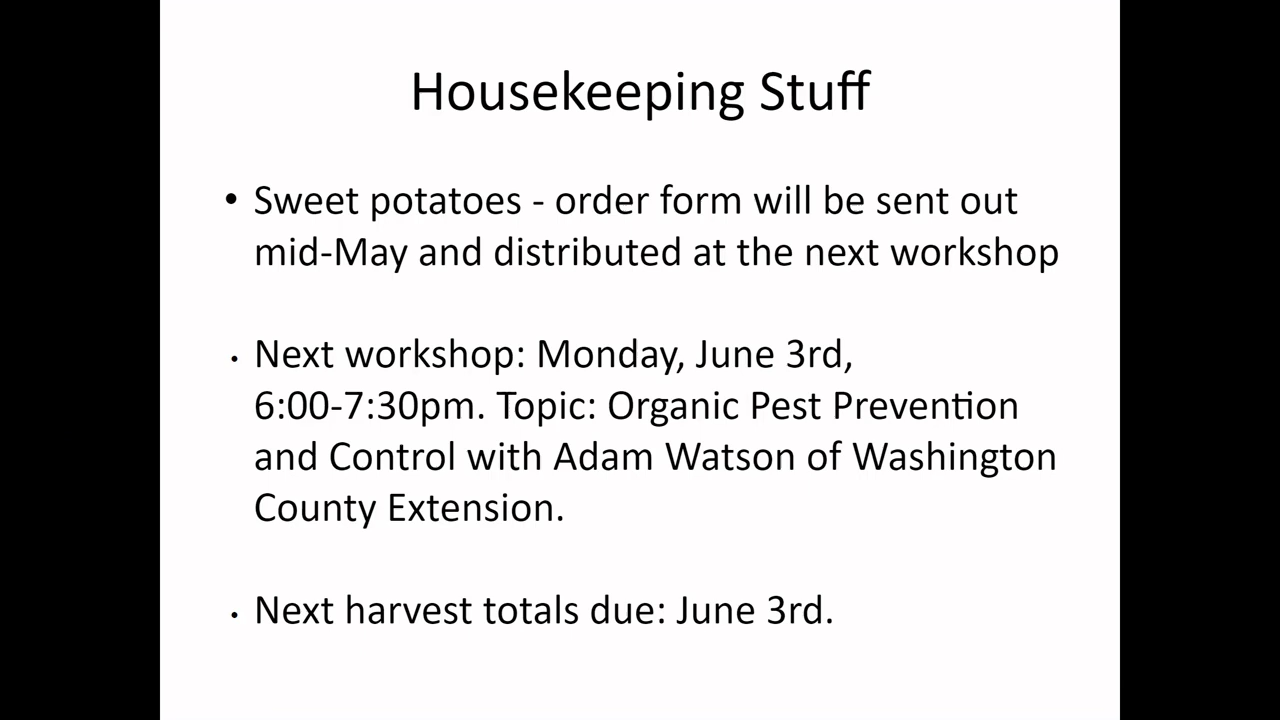 Housekeeping Stuff
• Sweet potatoes - order form will be sent out
mid-May and distributed at the next workshop
• Next workshop: Monday, June 3rd,
6:00-7:30pm. Topic: Organic Pest Prevention
and Control with Adam Watson of Washington
County Extension.
• Next harvest totals due: June 3rd.